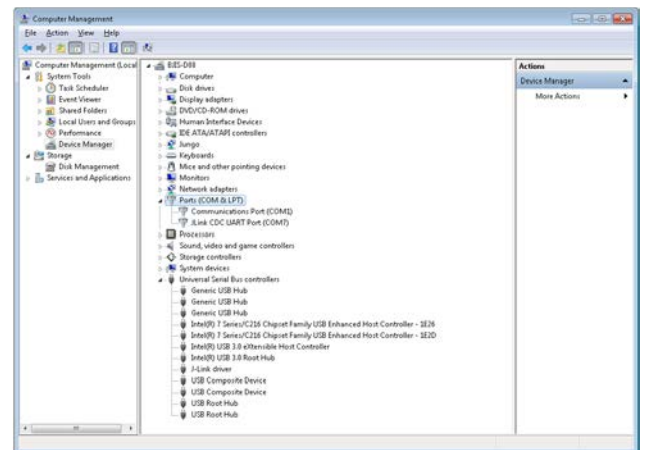 Computer Management
File Action View Help
Computer Management (Local
System Tools
Task Scheduler
Event Viewer
Shared Folders
Local Users and Groups
Performance
Device Manager
Storage
Disk Management
Services and Applications
BJES-D88
Computer
Disk drives
Display adapters
DVD/CD-ROM drives
Human Interface Devices
IDE ATA/ATAPI controllers
Jungo
Keyboards
Mice and other pointing devices
Monitors
Network adapters
Ports (COM & LPT)
Communications Port (COM1)
JLink CDC UART Port (COM7)
Processors
Sound, video and game controllers
Storage controllers
System devices
Universal Serial Bus controllers
Generic USB Hub
Generic USB Hub
Generic USB Hub
Intel(R) 7 Series/C216 Chipset Family USB Enhanced Host Controller - 1E26
Intel(R) 7 Series/C216 Chipset Family USB Enhanced Host Controller - 1E2D
Intel(R) USB 3.0 eXtensible Host Controller
Intel(R) USB 3.0 Root Hub
J-Link driver
USB Composite Device
USB Composite Device
USB Root Hub
USB Root Hub
Actions
Device Manager
More Actions